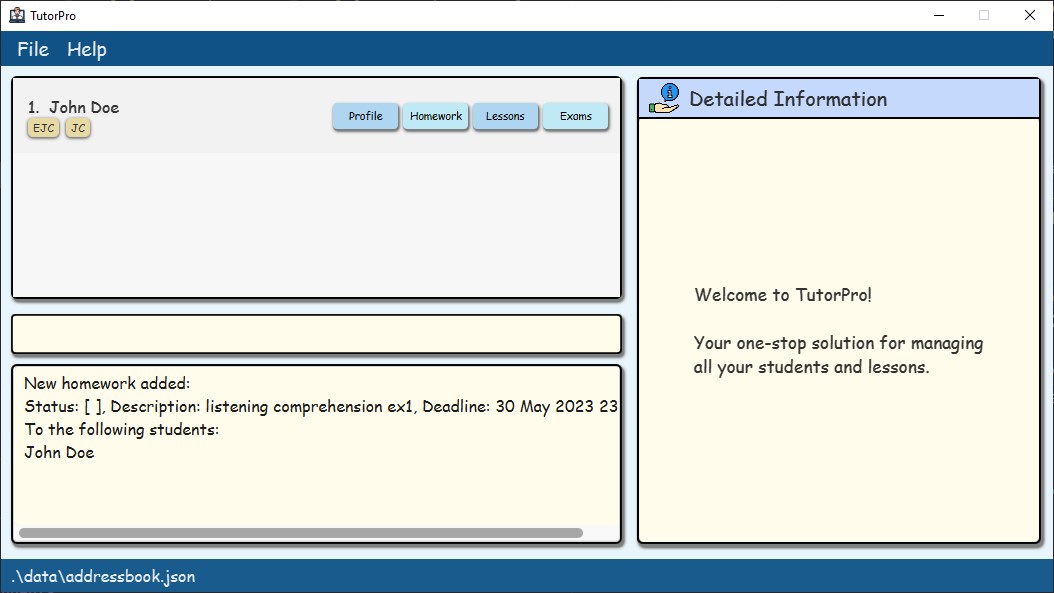 TutorPro
File Help
1. John Doe
EJC JC
Profile Homework Lessons Exams
New homework added:
Status: [ ], Description: listening comprehension ex1, Deadline: 30 May 2023 23
To the following students:
John Doe
Detailed Information
Welcome to TutorPro!
Your one-stop solution for managing
all your students and lessons.
.\data\addressbook.json